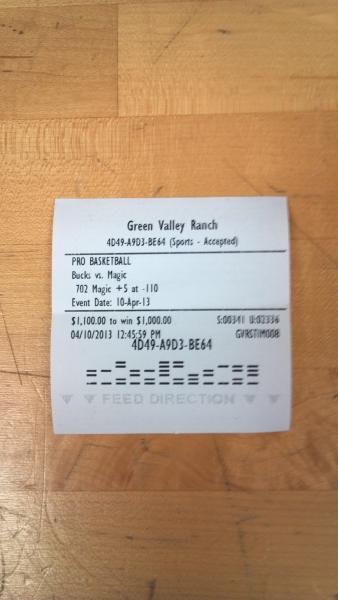 Green Valley Ranch
4D49-A9D3-BE64 (Sports - Accepted)
PRO BASKETBALL
Bucks vs. Magic
702 Magic +5 at -110
Event Date: 10-Apr-13
$1,100.00 to win $1,000.00 S:00341 U:02336
04/10/2013 12:45:59 PM GVRSTIM008
4D49-A9D3-BE64
FEED DIRECTION